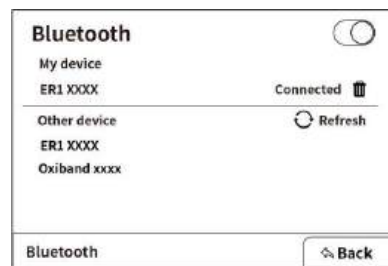 Bluetooth
My device
ER1 XXXX Connected
Other device Refresh
ER1 XXXX
Oxiband xxxx
Bluetooth Back